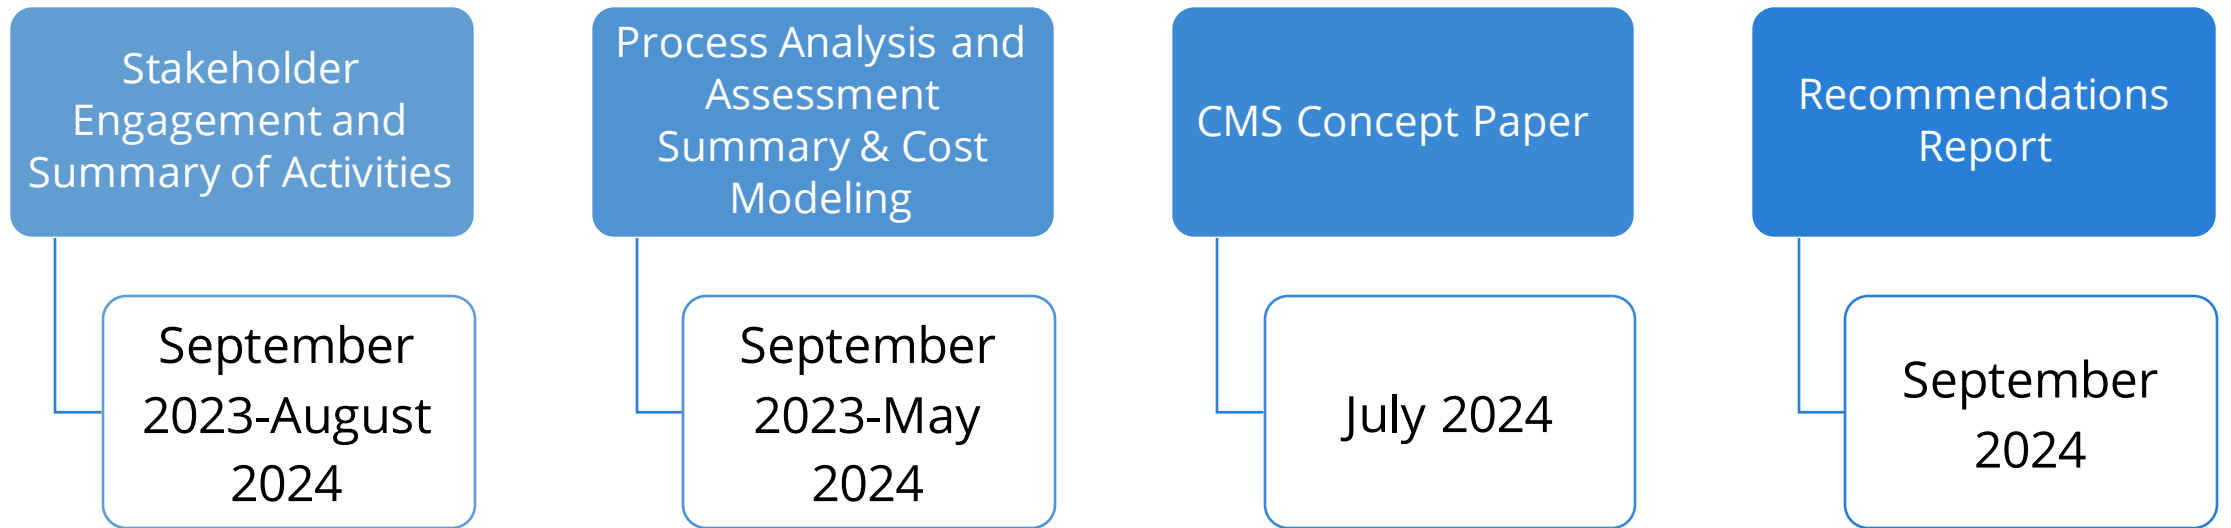 Stakeholder
Engagement and
Summary of Activities
September
2023-August
2024
Process Analysis and
Assessment
Summary & Cost
Modeling
September
2023-May
2024
CMS Concept Paper
July 2024
Recommendations
Report
September
2024